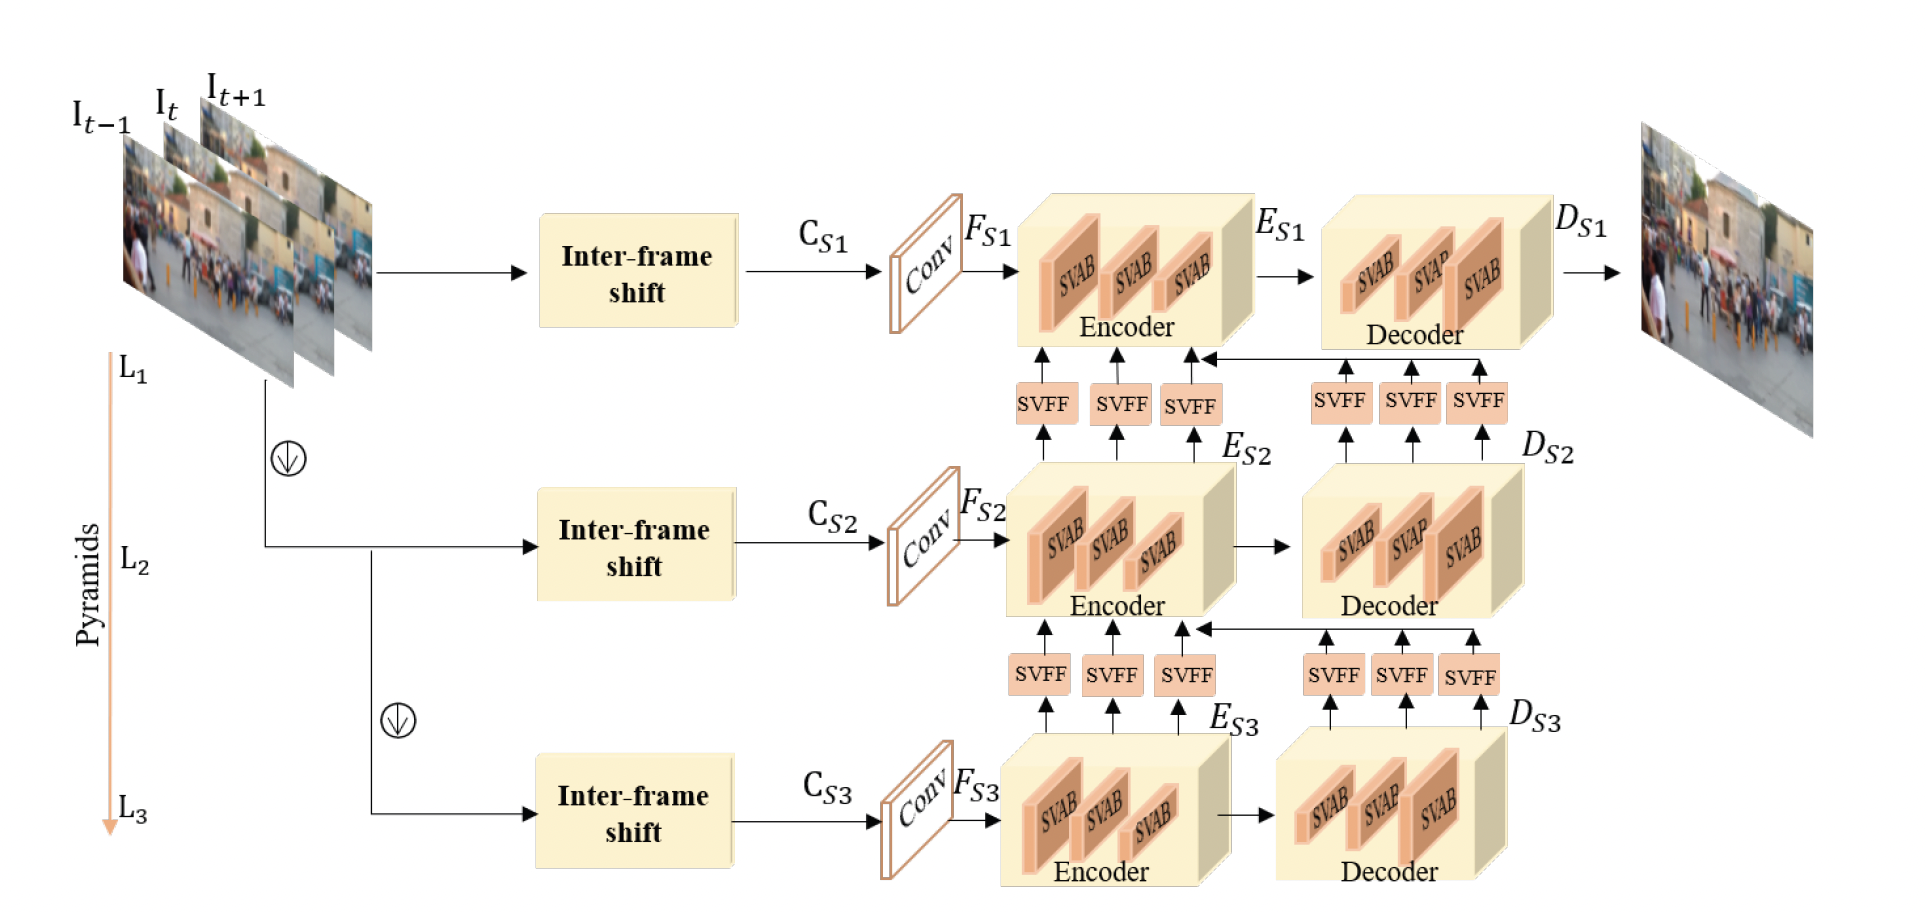 I_{t+1}
I_t
I_{t−1}
Inter-frame
shift
C_{S1}
Conv
F_{S1}
SVAB
SVAB
SVAB
Encoder
E_{S1}
SVAB
SVAB
SVAB
Decoder
D_{S1}
L_1
SVFF
SVFF
SVFF
SVFF
SVFF
SVFF
Pyramids
L_2
Inter-frame
shift
C_{S2}
Conv
F_{S2}
SVAB
SVAB
SVAB
Encoder
E_{S2}
SVAB
SVAB
SVAB
Decoder
D_{S2}
SVFF
SVFF
SVFF
SVFF
SVFF
SVFF
L_3
Inter-frame
shift
C_{S3}
Conv
F_{S3}
SVAB
SVAB
SVAB
Encoder
E_{S3}
SVAB
SVAB
SVAB
Decoder
D_{S3}